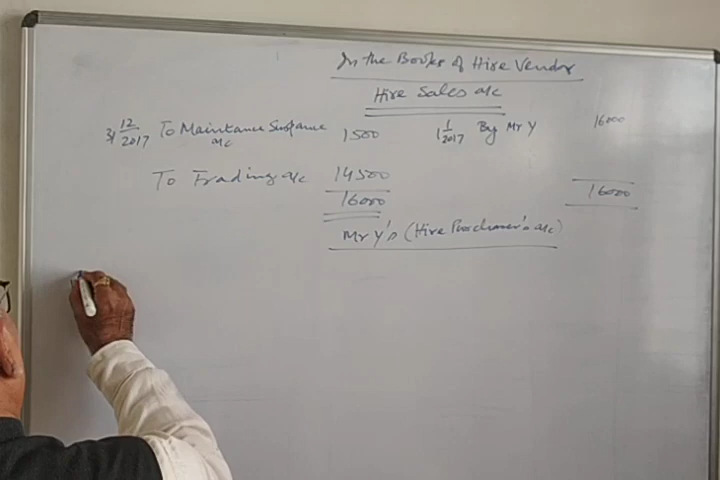 In the Books of Hire Vendor
Hire Sales a/c
31 12/2017 To Maintance Suspance a/c 1500 1 1/2017 By Mr Y 16000
To Trading a/c 14500
16000 16000
Mr Y's (Hire Purchaser's a/c)